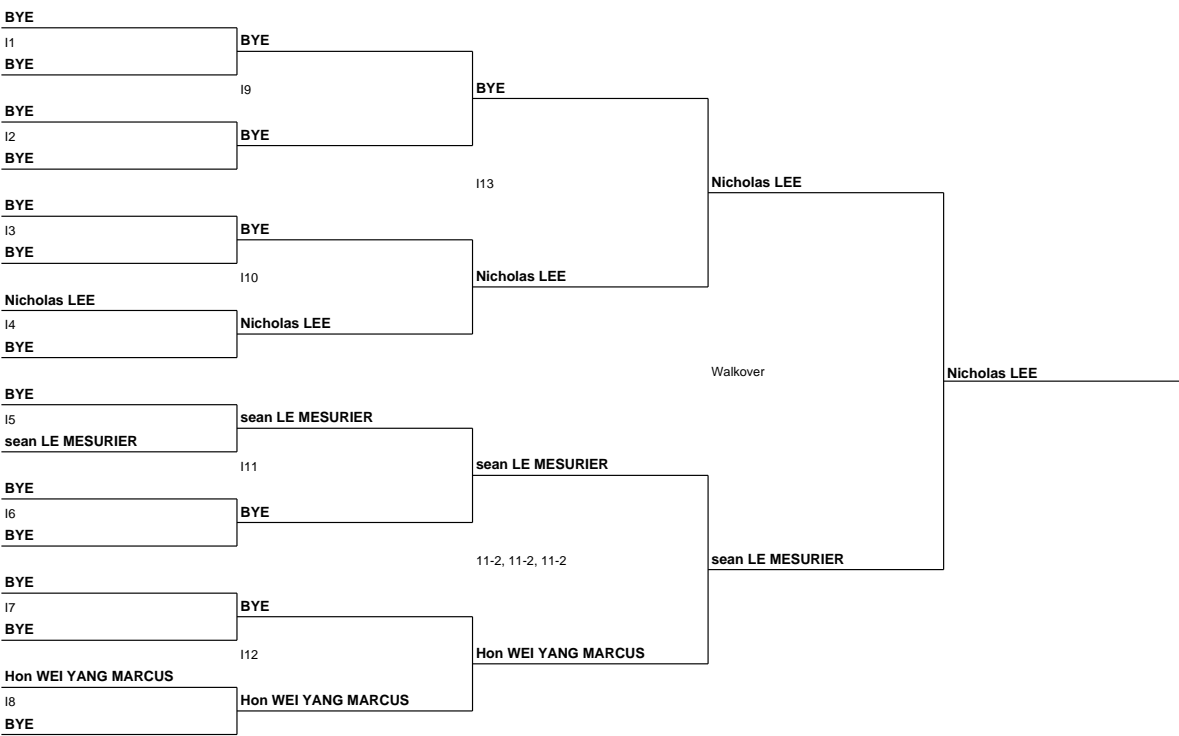 BYE
I1
BYE
BYE
I9
BYE
BYE
I2
BYE
BYE
I13
Nicholas LEE
BYE
I3
BYE
BYE
I10
Nicholas LEE
Nicholas LEE
I4
Nicholas LEE
BYE
Walkover
Nicholas LEE
BYE
I5
sean LE MESURIER
sean LE MESURIER
I11
sean LE MESURIER
BYE
I6
BYE
BYE
11-2, 11-2, 11-2
sean LE MESURIER
BYE
I7
BYE
BYE
I12
Hon WEI YANG MARCUS
Hon WEI YANG MARCUS
I8
Hon WEI YANG MARCUS
BYE